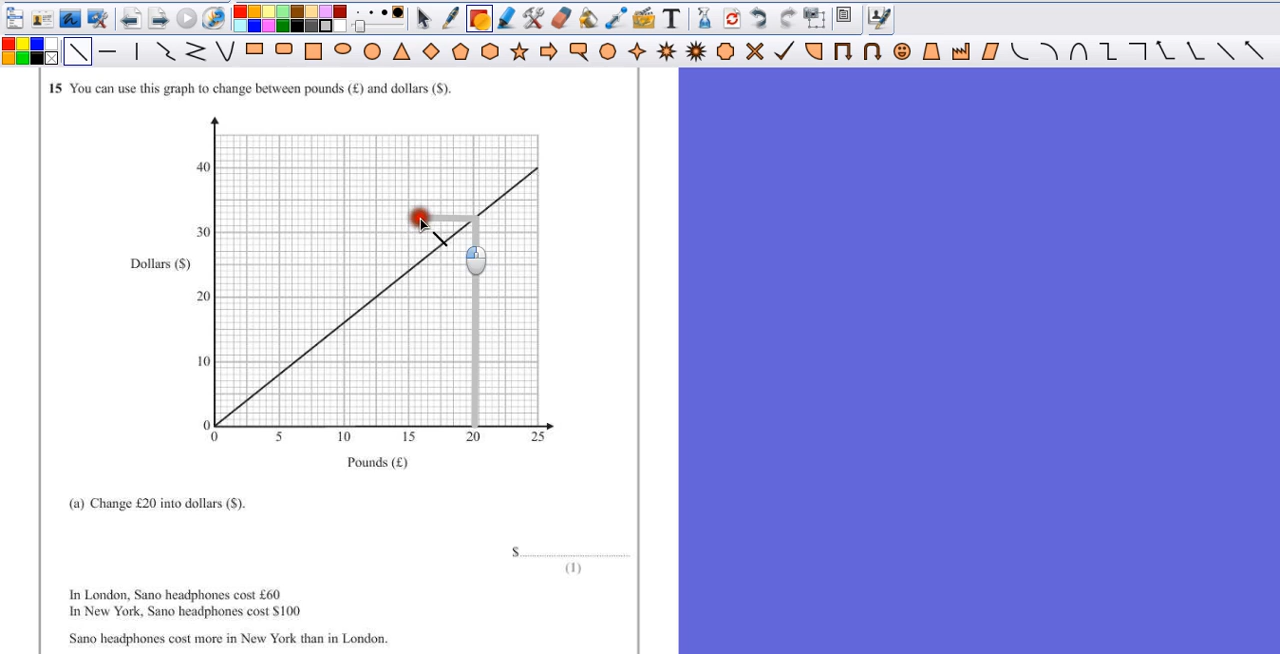 15 You can use this graph to change between pounds (£) and dollars ($).
40
30
Dollars ($)
20
10
0
0 5 10 15 20 25
Pounds (£)
(a) Change £20 into dollars ($).
$
(1)
In London, Sano headphones cost £60
In New York, Sano headphones cost $100
Sano headphones cost more in New York than in London.